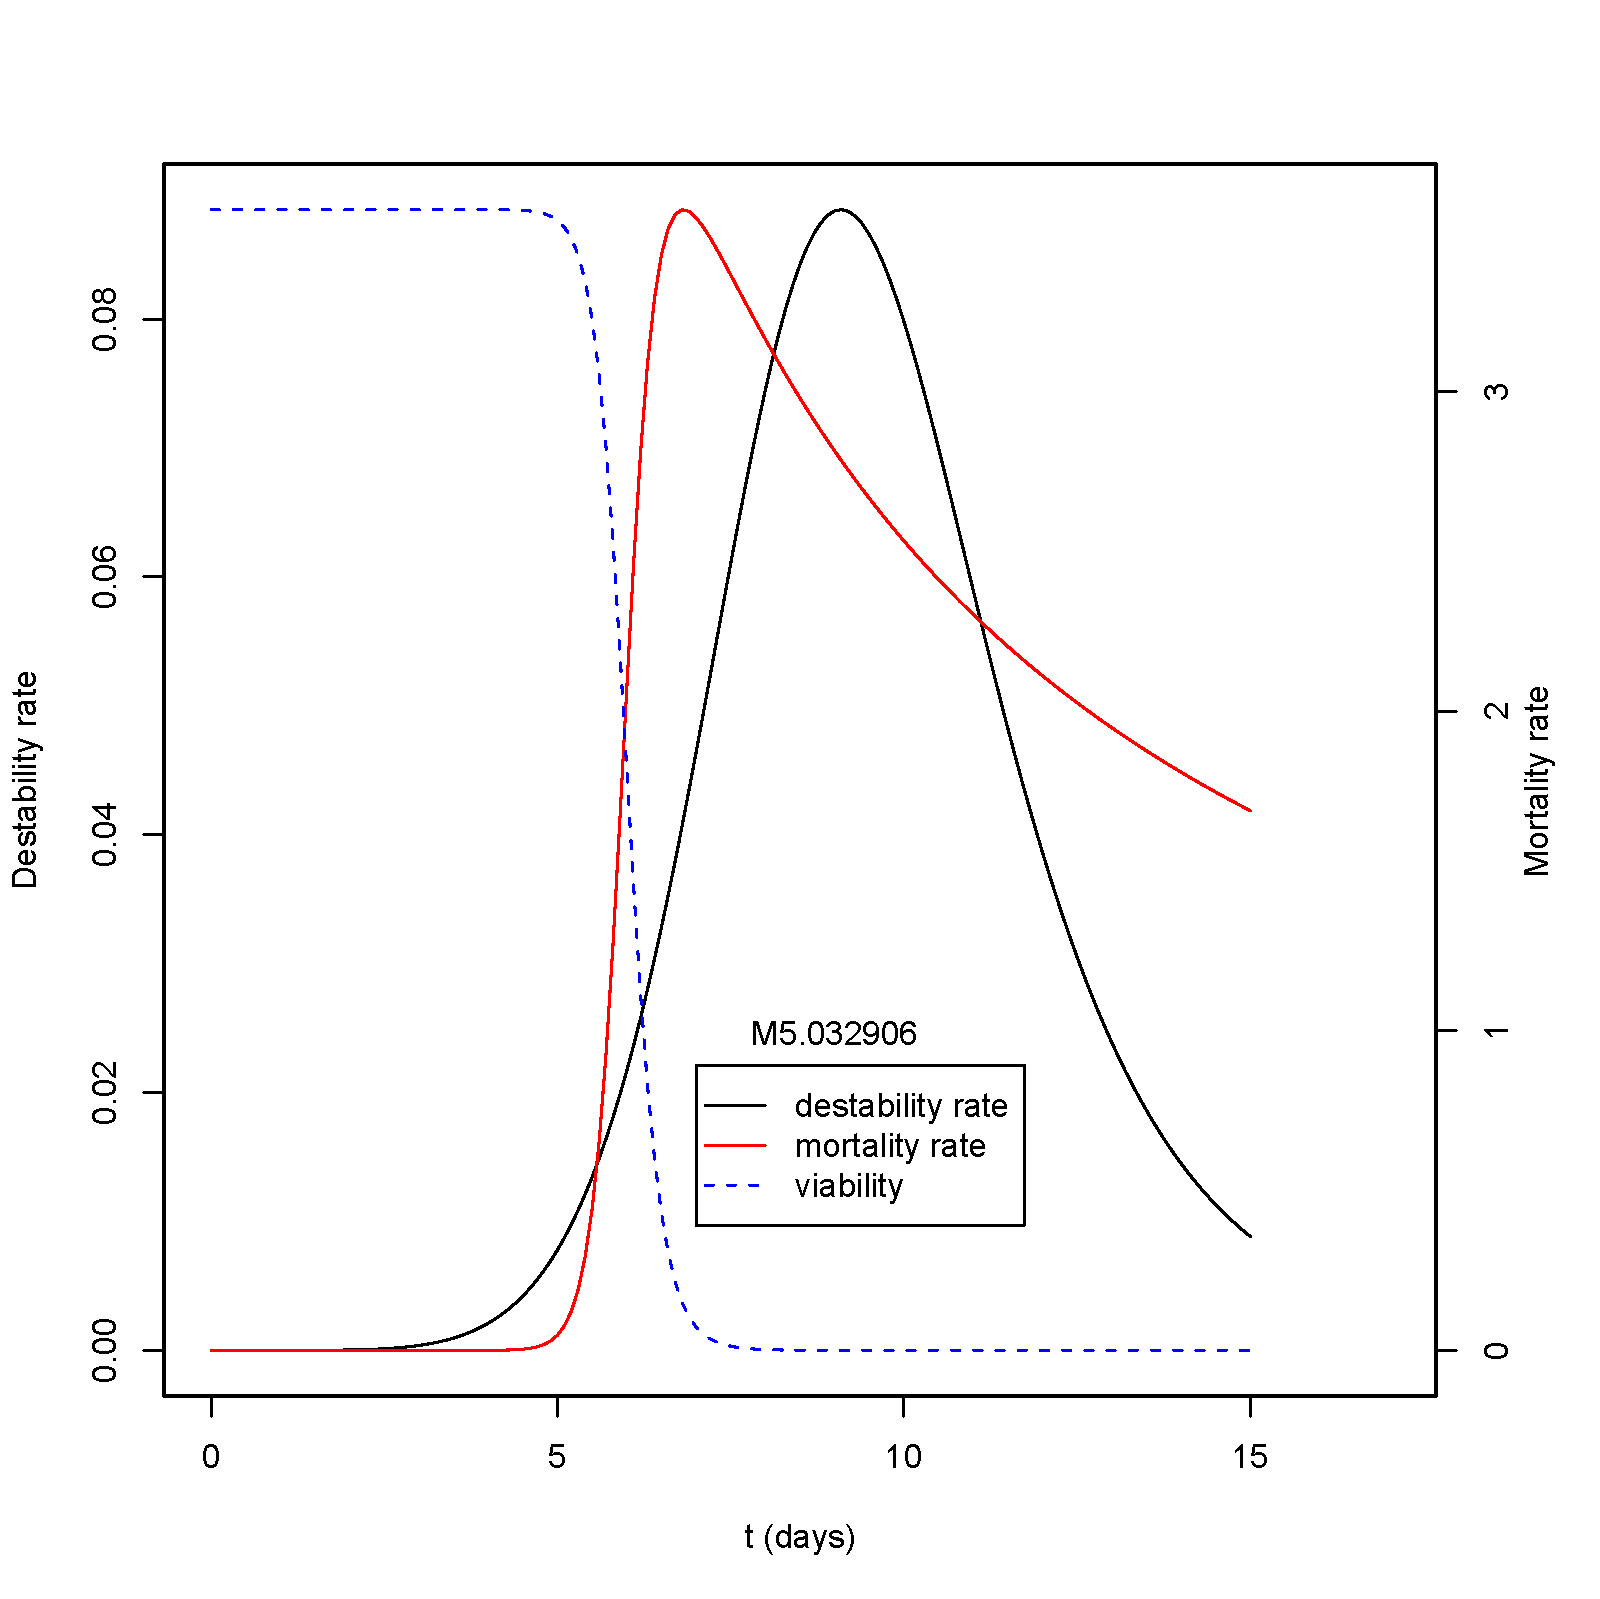 Destability rate
0.00
0.02
0.04
0.06
0.08
Mortality rate
0
1
2
3
M5.032906
destability rate
mortality rate
viability
0
5
10
15
t (days)